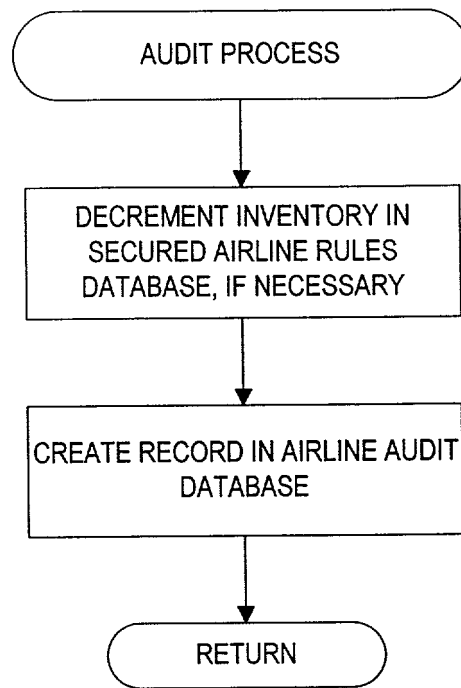 AUDIT PROCESS
DECREMENT INVENTORY IN
SECURED AIRLINE RULES
DATABASE, IF NECESSARY
CREATE RECORD IN AIRLINE AUDIT
DATABASE
RETURN